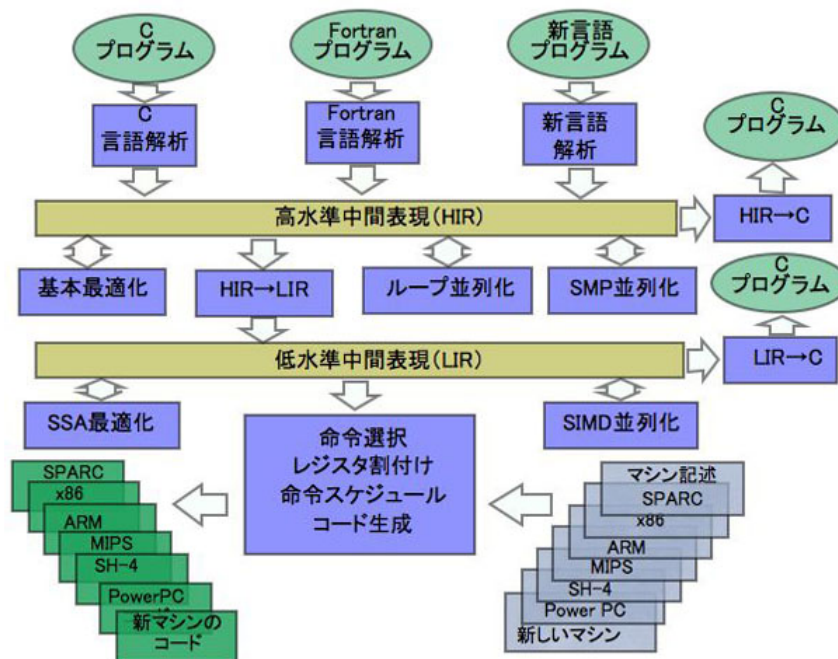 C
プログラム
Fortran
プログラム
新言語
プログラム
C
言語解析
Fortran
言語解析
新言語
解析
C
プログラム
高水準中間表現(HIR)
HIR→C
基本最適化
HIR→LIR
ループ並列化
SMP並列化
C
プログラム
低水準中間表現(LIR)
LIR→C
SSA最適化
命令選択
レジスタ割付け
命令スケジュール
コード生成
SIMD並列化
SPARC
x86
ARM
MIPS
SH-4
PowerPC
新マシンの
コード
マシン記述
SPARC
x86
ARM
MIPS
SH-4
Power PC
新しいマシン